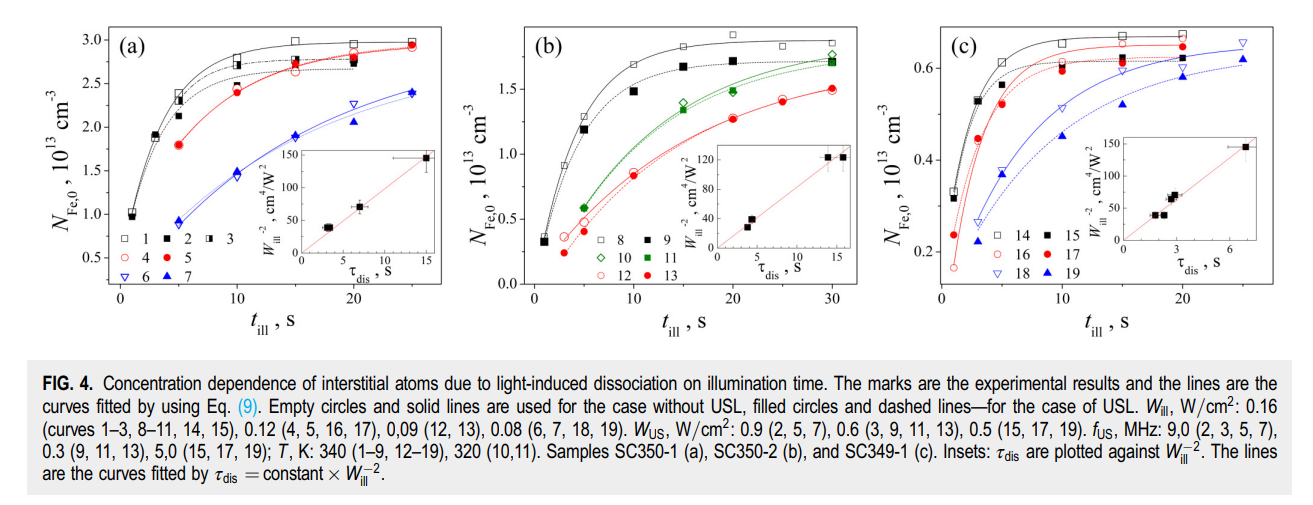 (a)
3.0
2.5
2.0
1.5
1.0
0.5
N_Fe,0 , 10^13 cm^-3
0 10 20
t_ill , s
1 2 3
4 5
6 7
150
100
50
0
W_ill^-2 , cm^4/W^2
0 5 10 15
τ_dis , s
(b)
1.5
1.0
0.5
0.0
N_Fe,0 , 10^13 cm^-3
0 10 20 30
t_ill , s
8 9
10 11
12 13
120
80
40
0
W_ill^-2 , cm^4/W^2
0 5 10 15
τ_dis , s
(c)
0.6
0.4
0.2
N_Fe,0 , 10^13 cm^-3
0 10 20
t_ill , s
14 15
16 17
18 19
150
100
50
0
W_ill^-2 , cm^4/W^2
0 3 6
τ_dis , s
FIG. 4. Concentration dependence of interstitial atoms due to light-induced dissociation on illumination time. The marks are the experimental results and the lines are the
curves fitted by using Eq. (9). Empty circles and solid lines are used for the case without USL, filled circles and dashed lines—for the case of USL. W_ill, W/cm²: 0.16
(curves 1–3, 8–11, 14, 15), 0.12 (4, 5, 16, 17), 0,09 (12, 13), 0.08 (6, 7, 18, 19). W_US, W/cm²: 0.9 (2, 5, 7), 0.6 (3, 9, 11, 13), 0.5 (15, 17, 19). f_US, MHz: 9,0 (2, 3, 5, 7),
0.3 (9, 11, 13), 5,0 (15, 17, 19); T, K: 340 (1–9, 12–19), 320 (10,11). Samples SC350-1 (a), SC350-2 (b), and SC349-1 (c). Insets: τ_dis are plotted against W_ill^-2. The lines
are the curves fitted by τ_dis = constant × W_ill^-2.